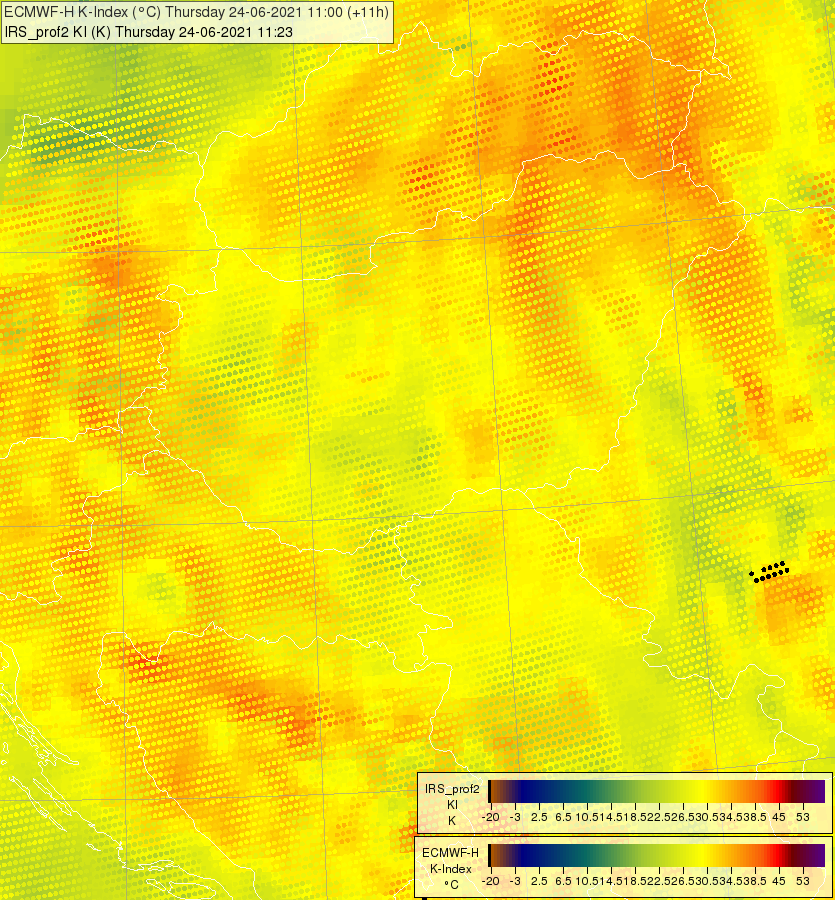 ECMWF-H K-Index (°C) Thursday 24-06-2021 11:00 (+11h)
IRS_prof2 KI (K) Thursday 24-06-2021 11:23
IRS_prof2
KI
K
-20 -3 2.5 6.5 10.514.518.522.526.530.534.538.5 45 53
ECMWF-H
K-Index
°C
-20 -3 2.5 6.5 10.514.518.522.526.530.534.538.5 45 53